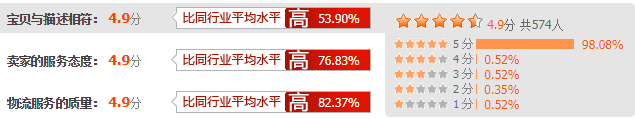 宝贝与描述相符： 4.9分 比同行业平均水平 高 53.90%
卖家的服务态度： 4.9分 比同行业平均水平 高 76.83%
物流服务的质量： 4.9分 比同行业平均水平 高 82.37%
4.9分 共574人
5分 98.08%
4分 0.52%
3分 0.52%
2分 0.35%
1分 0.52%